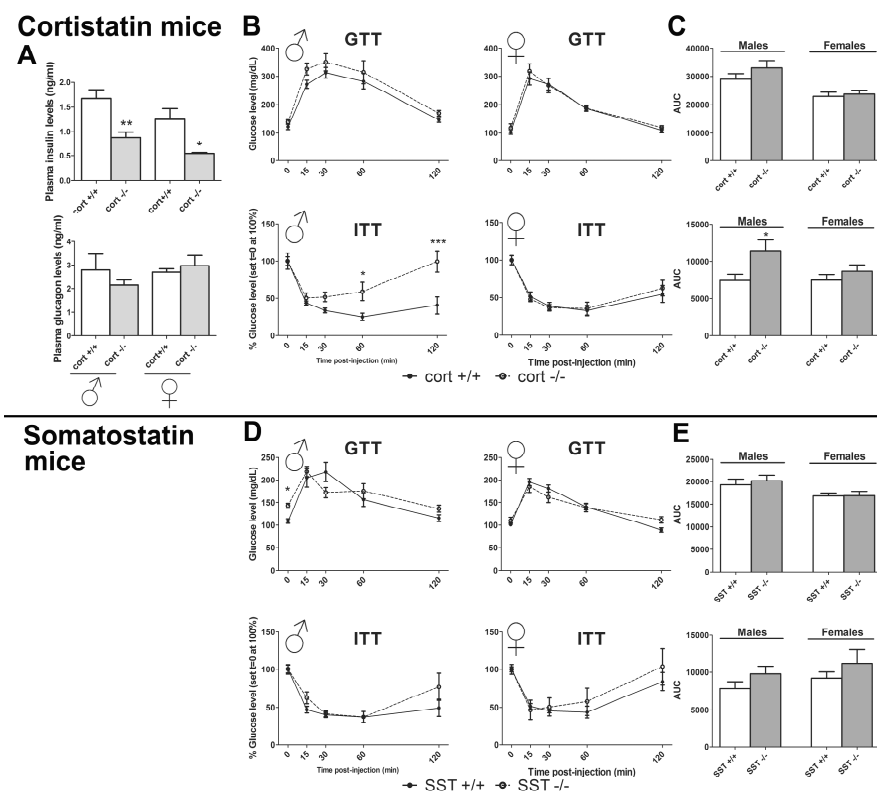 Cortistatin mice
A
Plasma insulin levels (ng/ml)
2.0
1.5
1.0
0.5
0.0
**
*
cort +/+
cort -/-
cort+/+
cort -/-
Plasma glucagon levels (ng/ml)
4
3
2
1
0
cort +/+
cort -/-
cort+/+
cort -/-
♂
♀
B
♂
GTT
Glucose level (mg/dL)
400
300
200
100
0
0
15
30
60
120
♀
GTT
400
300
200
100
0
0
15
30
60
120
♂
ITT
% Glucose level (set t=0 at 100%)
150
100
50
0
*
***
0
15
30
60
120
Time post-injection (min)
♀
ITT
150
100
50
0
0
15
30
60
120
Time post-injection (min)
cort +/+
cort -/-
C
Males
Females
AUC
40000
30000
20000
10000
0
cort +/+
cort -/-
cort +/+
cort -/-
Males
Females
AUC
15000
10000
5000
0
*
cort +/+
cort -/-
cort +/+
cort -/-
Somatostatin
mice
D
♂
GTT
Glucose level (mg/dL)
250
200
150
100
50
0
*
0
15
30
60
120
♀
GTT
250
200
150
100
50
0
0
15
30
60
120
♂
ITT
% Glucose level (set t=0 at 100%)
150
100
50
0
0
15
30
60
120
Time post-injection (min)
♀
ITT
150
100
50
0
0
15
30
60
120
Time post-injection (min)
SST +/+
SST -/-
E
Males
Females
AUC
25000
20000
15000
10000
5000
0
SST +/+
SST -/-
SST +/+
SST -/-
Males
Females
AUC
15000
10000
5000
0
SST +/+
SST -/-
SST +/+
SST -/-